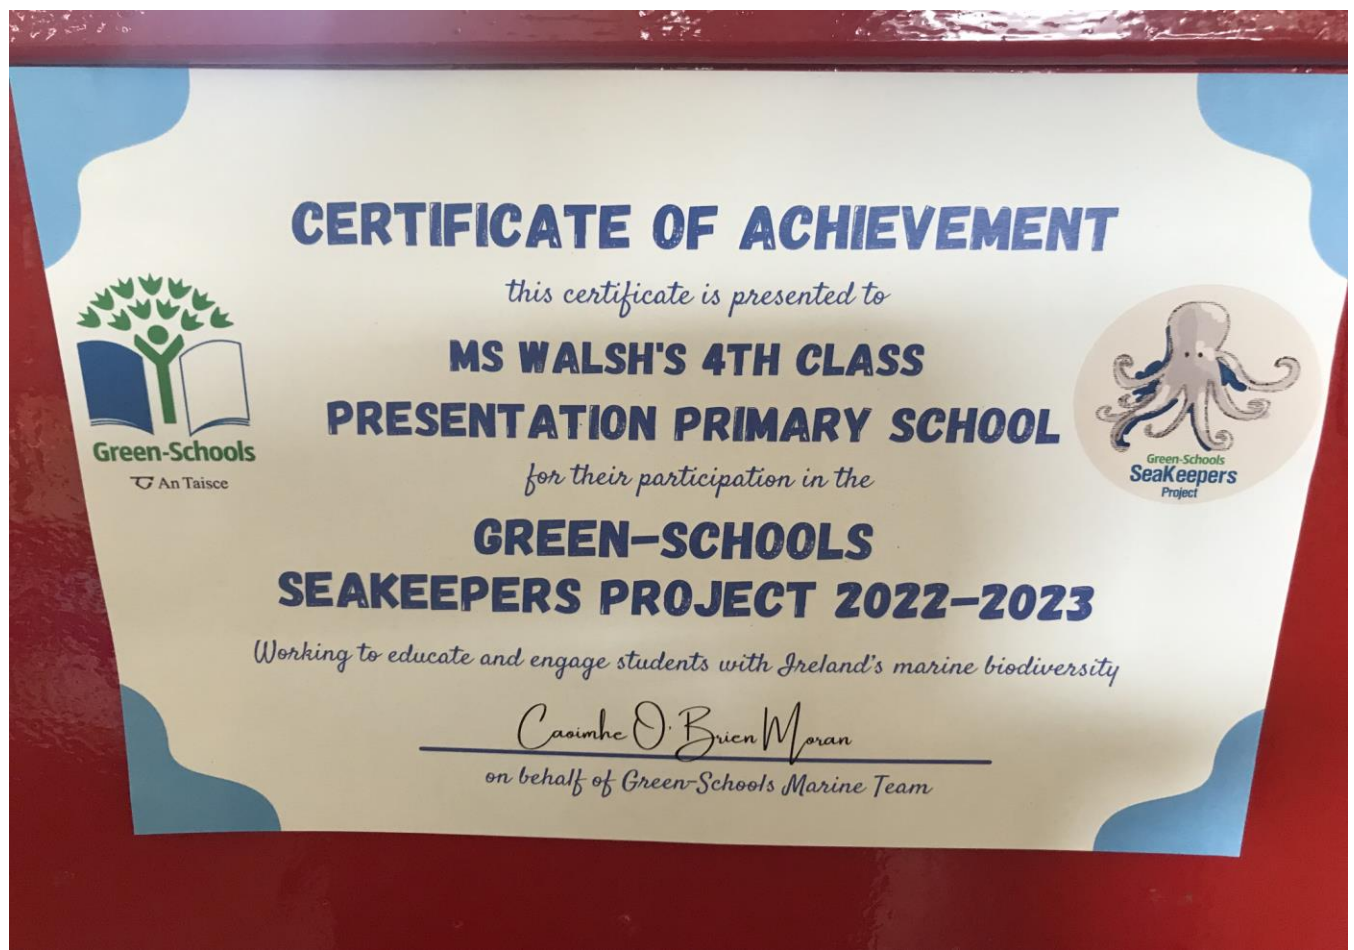 CERTIFICATE OF ACHIEVEMENT
this certificate is presented to
MS WALSH'S 4TH CLASS
PRESENTATION PRIMARY SCHOOL
for their participation in the
GREEN-SCHOOLS
SEAKEEPERS PROJECT 2022-2023
Working to educate and engage students with Ireland's marine biodiversity
Caoimhe O'Brien Moran
on behalf of Green-Schools Marine Team
Green-Schools
An Taisce
Green-Schools
SeaKeepers
Project